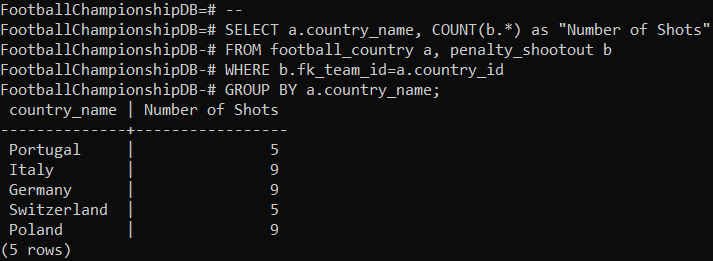 FootballChampionshipDB=# --
FootballChampionshipDB=# SELECT a.country_name, COUNT(b.*) as "Number of Shots"
FootballChampionshipDB-# FROM football_country a, penalty_shootout b
FootballChampionshipDB-# WHERE b.fk_team_id=a.country_id
FootballChampionshipDB-# GROUP BY a.country_name;
 country_name | Number of Shots
--------------+-----------------
 Portugal     |               5
 Italy        |               9
 Germany      |               9
 Switzerland  |               5
 Poland       |               9
(5 rows)